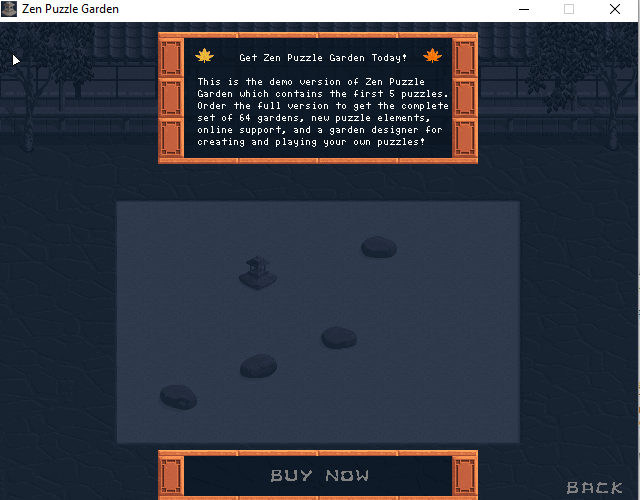 Zen Puzzle Garden
Get Zen Puzzle Garden Today!
This is the demo version of Zen Puzzle
Garden which contains the first 5 puzzles.
Order the full version to get the complete
set of 64 gardens, new puzzle elements,
online support, and a garden designer for
creating and playing your own puzzles!
BUY NOW
BACK